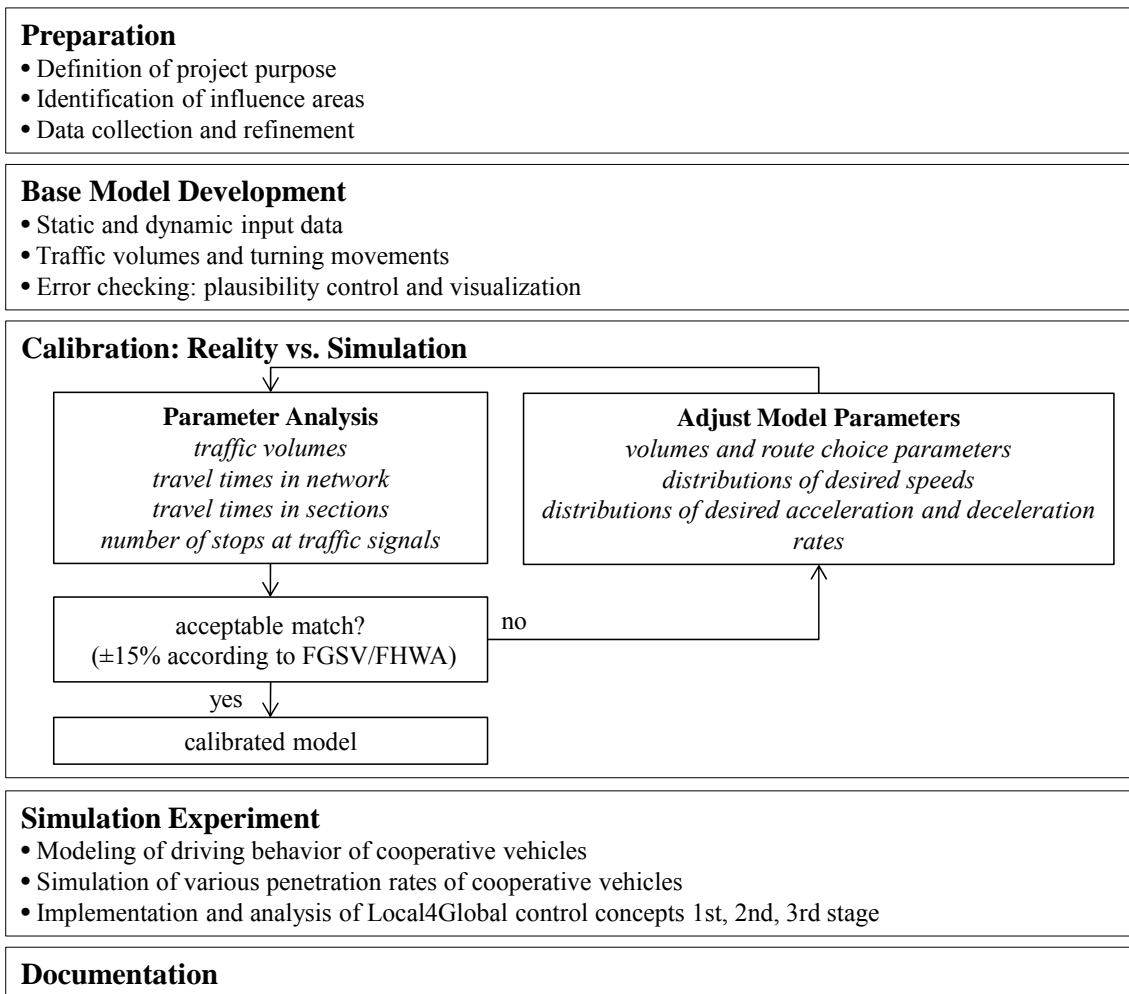 Preparation
• Definition of project purpose
• Identification of influence areas
• Data collection and refinement
Base Model Development
• Static and dynamic input data
• Traffic volumes and turning movements
• Error checking: plausibility control and visualization
Calibration: Reality vs. Simulation
Parameter Analysis
traffic volumes
travel times in network
travel times in sections
number of stops at traffic signals
Adjust Model Parameters
volumes and route choice parameters
distributions of desired speeds
distributions of desired acceleration and deceleration
rates
acceptable match?
(±15% according to FGSV/FHWA)
no
yes
calibrated model
Simulation Experiment
• Modeling of driving behavior of cooperative vehicles
• Simulation of various penetration rates of cooperative vehicles
• Implementation and analysis of Local4Global control concepts 1st, 2nd, 3rd stage
Documentation